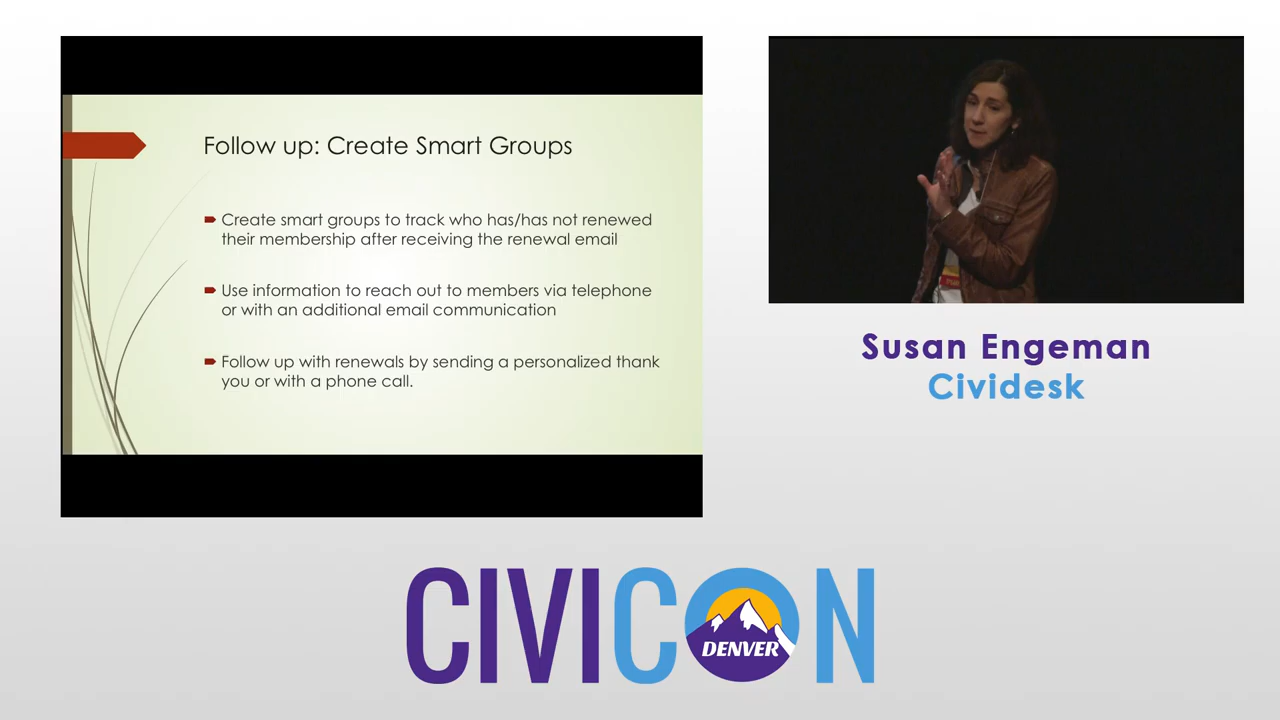 Follow up: Create Smart Groups
Create smart groups to track who has/has not renewed
their membership after receiving the renewal email
Use information to reach out to members via telephone
or with an additional email communication
Follow up with renewals by sending a personalized thank
you or with a phone call.
Susan Engeman
Cividesk
CIVICON
DENVER